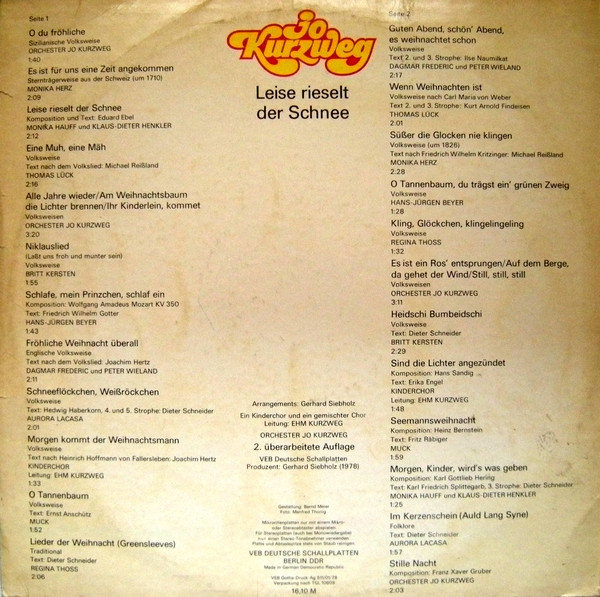 Seite 1
O du fröhliche
Sizilianische Volksweise
ORCHESTER JO KURZWEG
1:40
Es ist für uns eine Zeit angekommen
Sternträgerweise aus der Schweiz (um 1710)
MONIKA HERZ
2:09
Leise rieselt der Schnee
Komposition und Text: Eduard Ebel
MONIKA HAUFF und KLAUS-DIETER HENKLER
2:12
Eine Muh, eine Mäh
Volksweise
Text nach dem Volkslied: Michael Reißland
THOMAS LÜCK
2:16
Alle Jahre wieder/Am Weihnachtsbaum
die Lichter brennen/Ihr Kinderlein, kommet
Volksweisen
ORCHESTER JO KURZWEG
3:20
Niklauslied
(Laßt uns froh und munter sein)
Volksweise
BRITT KERSTEN
1:55
Schlafe, mein Prinzchen, schlaf ein
Komposition: Wolfgang Amadeus Mozart KV 350
Text: Friedrich Wilhelm Gotter
HANS-JÜRGEN BEYER
1:43
Fröhliche Weihnacht überall
Englische Volksweise
Text nach dem Volkslied: Joachim Hertz
DAGMAR FREDERIC und PETER WIELAND
2:11
Schneeflöckchen, Weißröckchen
Volksweise
Text: Hedwig Haberkorn, 4. und 5. Strophe: Dieter Schneider
AURORA LACASA
2:01
Morgen kommt der Weihnachtsmann
Volksweise
Text nach Heinrich Hoffmann von Fallersleben: Joachim Hertz
KINDERCHOR
Leitung: EHM KURZWEG
1:33
O Tannenbaum
Volksweise
Text: Ernst Anschütz
MUCK
1:52
Lieder der Weihnacht (Greensleeves)
Traditional
Text: Dieter Schneider
REGINA THOSS
2:06
jo
Kurzweg
Leise rieselt
der Schnee
Arrangements: Gerhard Siebholz
Ein Kinderchor und ein gemischter Chor
Leitung: EHM KURZWEG
ORCHESTER JO KURZWEG
2. überarbeitete Auflage
VEB Deutsche Schallplatten
Produzent: Gerhard Siebholz (1978)
Gestaltung: Bernd Meier
Foto: Manfred Thonig
VEB DEUTSCHE SCHALLPLATTEN
BERLIN DDR
Made in German Democratic Republic
16,10 M
Seite 2
Guten Abend, schön' Abend,
es weihnachtet schon
Volksweise
Text 2. und 3. Strophe: Ilse Naumilkat
DAGMAR FREDERIC und PETER WIELAND
2:17
Wenn Weihnachten ist
Volksweise nach Carl Maria von Weber
Text 2. und 3. Strophe: Kurt Arnold Findeisen
THOMAS LÜCK
2:01
Süßer die Glocken nie klingen
Volksweise (um 1826)
Text nach Friedrich Wilhelm Kritzinger: Michael Reißland
MONIKA HERZ
2:28
O Tannenbaum, du trägst ein' grünen Zweig
Volksweise
HANS-JÜRGEN BEYER
1:28
Kling, Glöckchen, klingelingeling
Volksweise
REGINA THOSS
1:32
Es ist ein Ros' entsprungen/Auf dem Berge,
da gehet der Wind/Still, still, still
Volksweisen
ORCHESTER JO KURZWEG
3:11
Heidschi Bumbeidschi
Volksweise
Text: Dieter Schneider
BRITT KERSTEN
2:29
Sind die Lichter angezündet
Komposition: Hans Sandig
Text: Erika Engel
KINDERCHOR
Leitung: EHM KURZWEG
1:48
Seemannsweihnacht
Komposition: Heinz Bernstein
Text: Fritz Räbiger
MUCK
1:59
Morgen, Kinder, wird's was geben
Komposition: Karl Gottlieb Hering
Text: Karl Friedrich Splittegarb, 3. Strophe: Dieter Schneider
MONIKA HAUFF und KLAUS-DIETER HENKLER
1:25
Im Kerzenschein (Auld Lang Syne)
Folklore
Text: Dieter Schneider
AURORA LACASA
1:57
Stille Nacht
Komposition: Franz Xaver Gruber
ORCHESTER JO KURZWEG
2:03